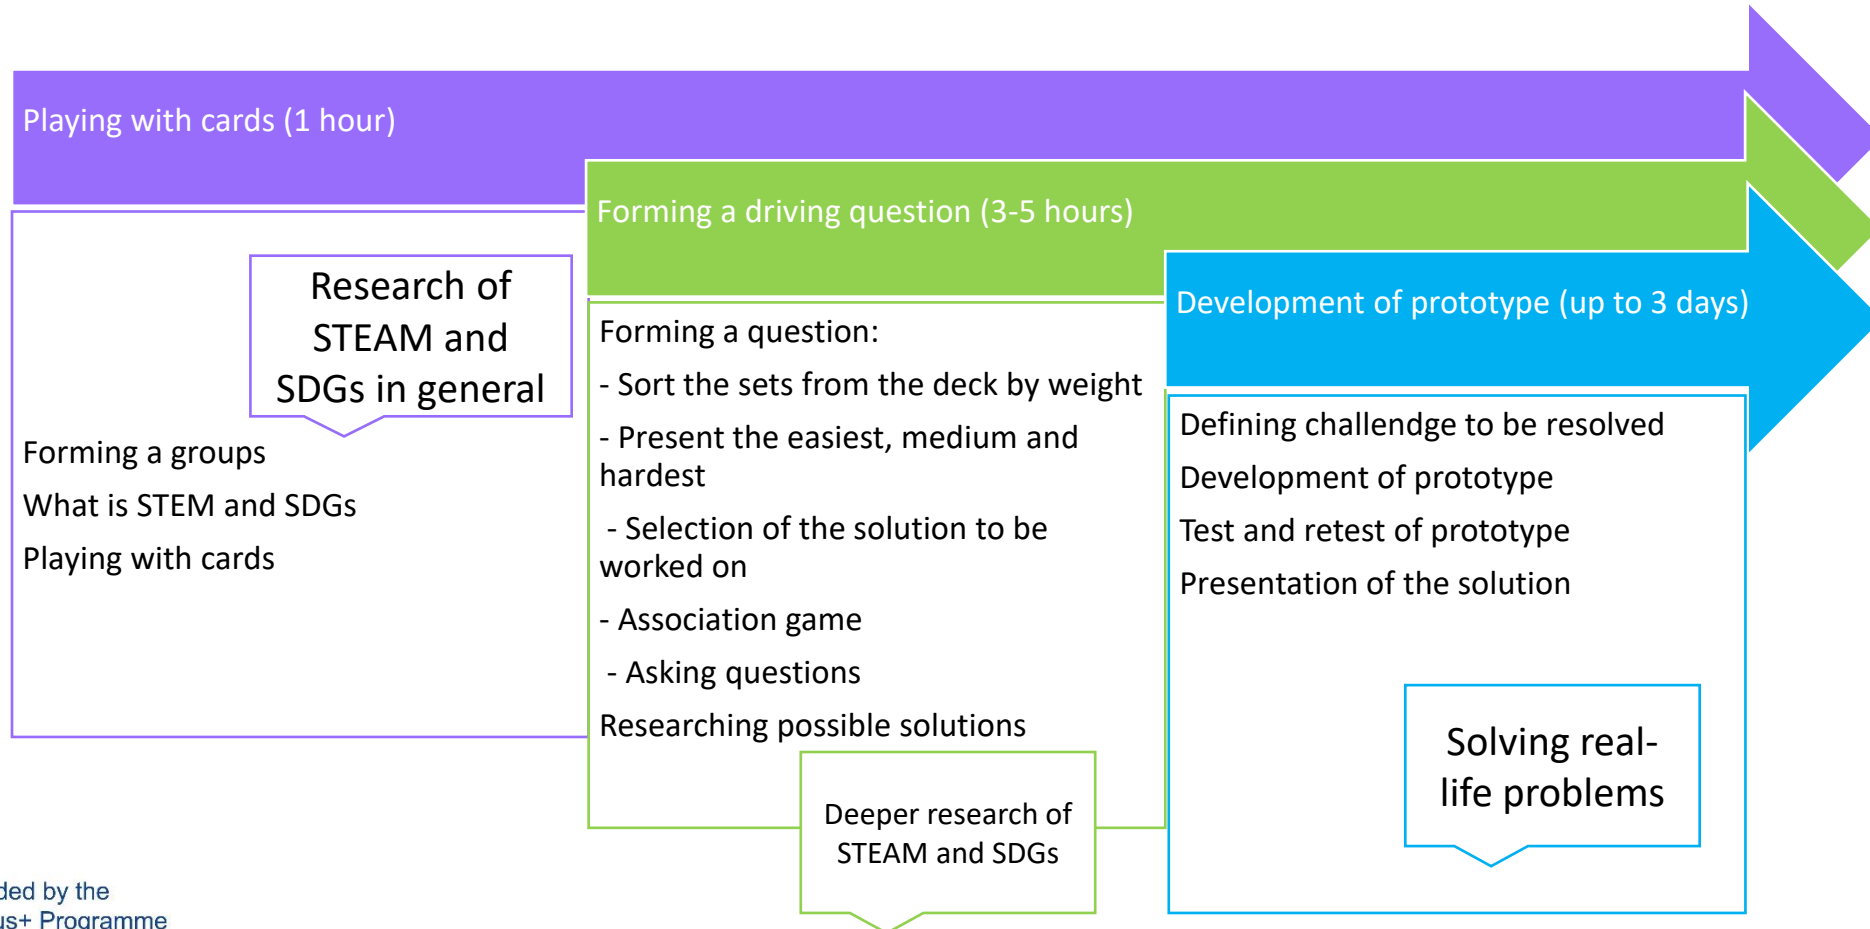 Playing with cards (1 hour)
Research of
STEAM and
SDGs in general
Forming a groups
What is STEM and SDGs
Playing with cards
Forming a driving question (3-5 hours)
Forming a question:
- Sort the sets from the deck by weight
- Present the easiest, medium and
hardest
- Selection of the solution to be
worked on
- Association game
- Asking questions
Researching possible solutions
Deeper research of
STEAM and SDGs
Development of prototype (up to 3 days)
Defining challendge to be resolved
Development of prototype
Test and retest of prototype
Presentation of the solution
Solving real-
life problems
ded by the
us+ Programme